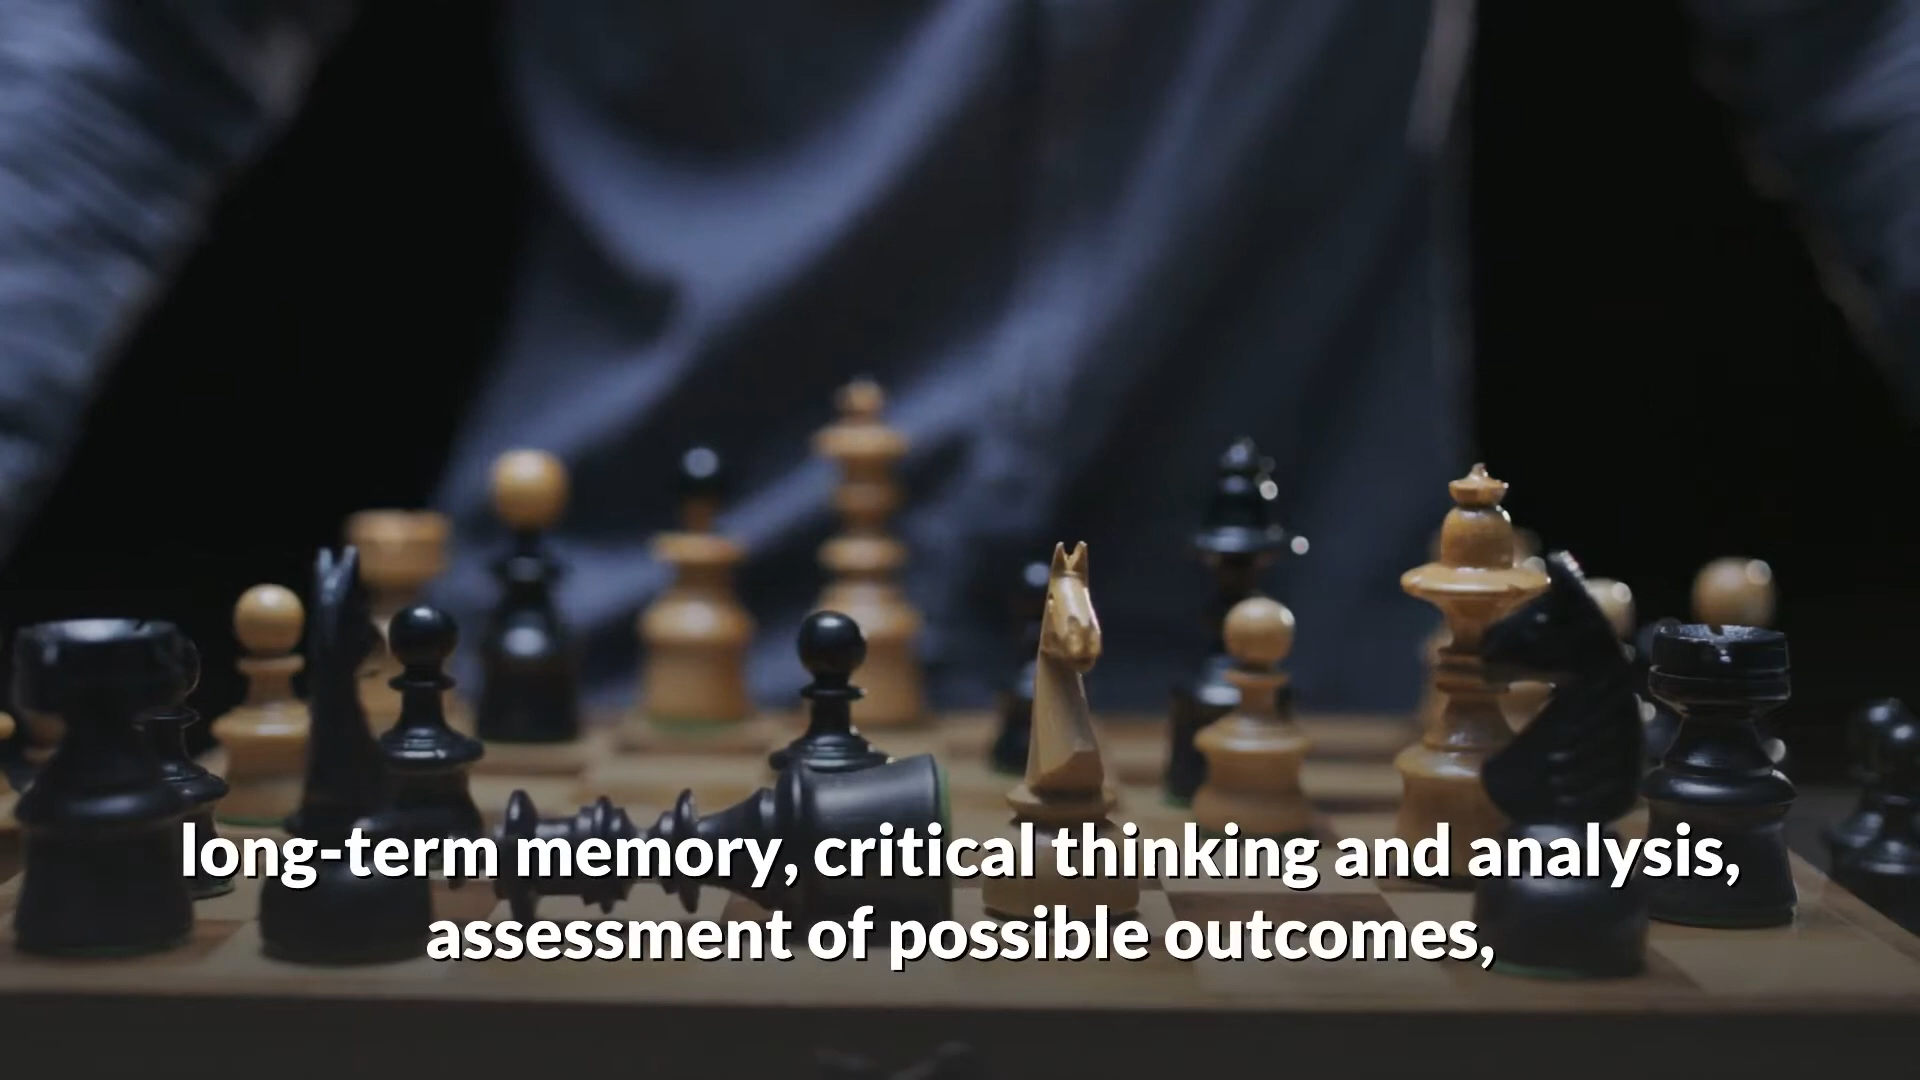 long-term memory, critical thinking and analysis,
assessment of possible outcomes,